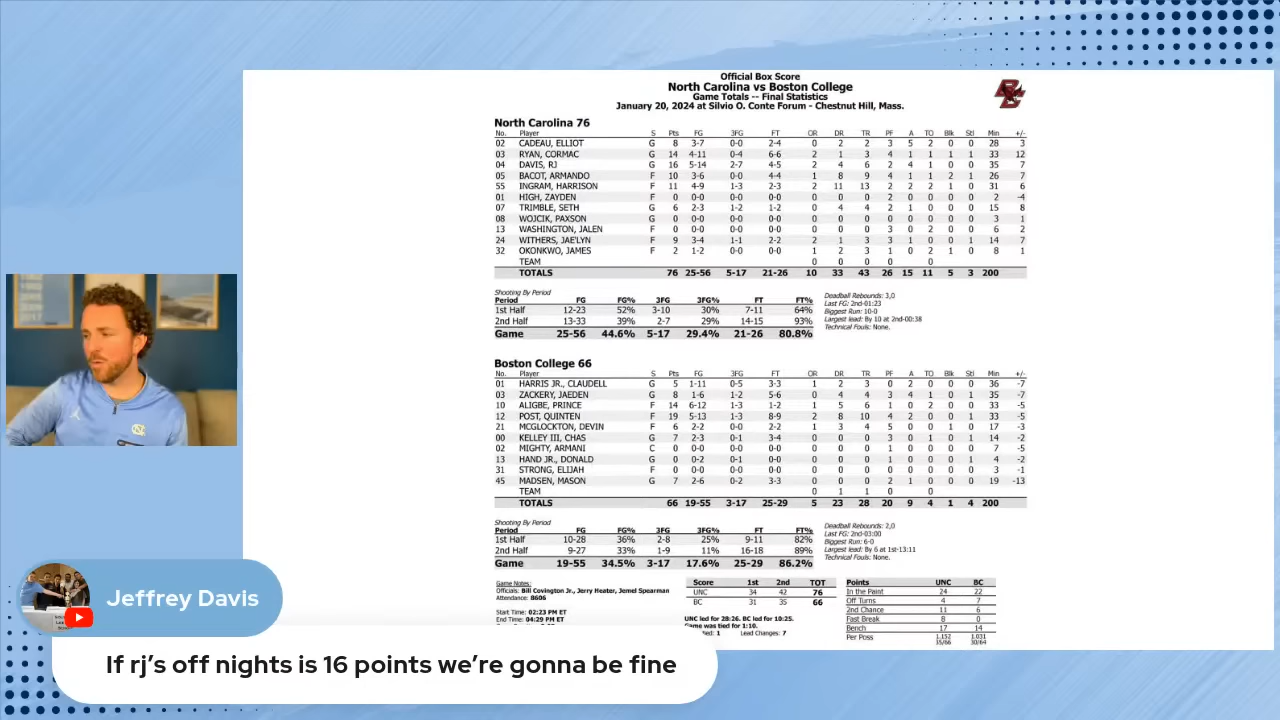 Official Box Score
North Carolina vs Boston College
Game Totals -- Final Statistics
January 20, 2024 at Silvio O. Conte Forum - Chestnut Hill, Mass.
North Carolina 76
No. Player S Pts FG 3FG FT OR DR TR PF A TO Blk Stl Min +/-
02 CADEAU, ELLIOT G 8 3-7 0-0 2-4 0 2 2 3 5 2 0 0 28 3
03 RYAN, CORMAC G 14 4-11 0-4 6-6 2 1 3 4 1 1 1 1 33 12
04 DAVIS, RJ G 16 5-14 2-7 4-5 2 4 6 2 4 1 0 0 35 7
05 BACOT, ARMANDO F 10 3-6 0-0 4-4 1 8 9 4 1 1 2 1 26 7
55 INGRAM, HARRISON F 11 4-9 1-3 2-3 2 11 13 2 2 2 1 0 31 6
01 HIGH, ZAYDEN F 0 0-0 0-0 0-0 0 0 0 2 0 0 0 0 2 -4
07 TRIMBLE, SETH G 6 2-3 1-2 1-2 0 4 4 2 1 0 0 0 15 8
08 WOJCIK, PAXSON G 0 0-0 0-0 0-0 0 0 0 0 0 0 0 0 3 1
13 WASHINGTON, JALEN F 0 0-0 0-0 0-0 0 0 0 3 0 2 0 0 6 2
24 WITHERS, JAE'LYN F 9 3-4 1-1 2-2 2 1 3 3 1 0 0 1 14 7
32 OKONKWO, JAMES F 2 1-2 0-0 0-0 1 2 3 1 0 2 1 0 8 1
TEAM 0 0 0 0 0
TOTALS 76 25-56 5-17 21-26 10 33 43 26 15 11 5 3 200
Shooting By Period
Period FG FG% 3FG 3FG% FT FT%
1st Half 12-23 52% 3-10 30% 7-11 64%
2nd Half 13-33 39% 2-7 29% 14-15 93%
Game 25-56 44.6% 5-17 29.4% 21-26 80.8%
Deadball Rebounds: 3,0
Last FG: 2nd-01:23
Biggest Run: 10-0
Largest lead: By 10 at 2nd-00:38
Technical Fouls: None.
Boston College 66
No. Player S Pts FG 3FG FT OR DR TR PF A TO Blk Stl Min +/-
01 HARRIS JR., CLAUDELL G 5 1-11 0-5 3-3 1 2 3 0 2 0 0 0 36 -7
03 ZACKERY, JAEDEN G 8 1-6 1-2 5-6 0 4 4 3 4 1 0 1 35 -7
10 ALIGBE, PRINCE F 14 6-12 1-3 1-2 1 5 6 1 0 2 0 0 33 -5
12 POST, QUINTEN F 19 5-13 1-3 8-9 2 8 10 4 2 0 0 1 33 -5
21 MCGLOCKTON, DEVIN F 6 2-2 0-0 2-2 1 3 4 5 0 0 1 0 17 -3
00 KELLEY III, CHAS G 7 2-3 0-1 3-4 0 0 0 3 0 1 0 1 14 -2
02 MIGHTY, ARMANI C 0 0-0 0-0 0-0 0 0 0 1 0 0 0 0 7 -5
13 HAND JR., DONALD G 0 0-2 0-1 0-0 0 0 0 1 0 0 0 0 4 -2
31 STRONG, ELIJAH F 0 0-0 0-0 0-0 0 0 0 0 0 0 0 0 3 -1
45 MADSEN, MASON G 7 2-6 0-2 3-3 0 0 0 2 1 0 0 1 19 -13
TEAM 0 1 1 0 0
TOTALS 66 19-55 3-17 25-29 5 23 28 20 9 4 1 4 200
Shooting By Period
Period FG FG% 3FG 3FG% FT FT%
1st Half 10-28 36% 2-8 25% 9-11 82%
2nd Half 9-27 33% 1-9 11% 16-18 89%
Game 19-55 34.5% 3-17 17.6% 25-29 86.2%
Deadball Rebounds: 2,0
Last FG: 2nd-03:00
Biggest Run: 6-0
Largest lead: By 6 at 1st-13:11
Technical Fouls: None.
Game Notes:
Officials: Bill Covington Jr., Jerry Heater, Jemel Spearman
Attendance: 8606
Start Time: 02:23 PM ET
End Time: 04:29 PM ET
Score 1st 2nd TOT
UNC 34 42 76
BC 31 35 66
UNC led for 28:26. BC led for 10:25.
Game was tied for 1:10.
Lead Changes: 7
Points UNC BC
In the Paint 24 22
Off Turns 4 7
2nd Chance 11 6
Fast Break 8 0
Bench 17 14
Per Poss 1.152 1.031
35/66 30/64
Jeffrey Davis
If rj's off nights is 16 points we're gonna be fine